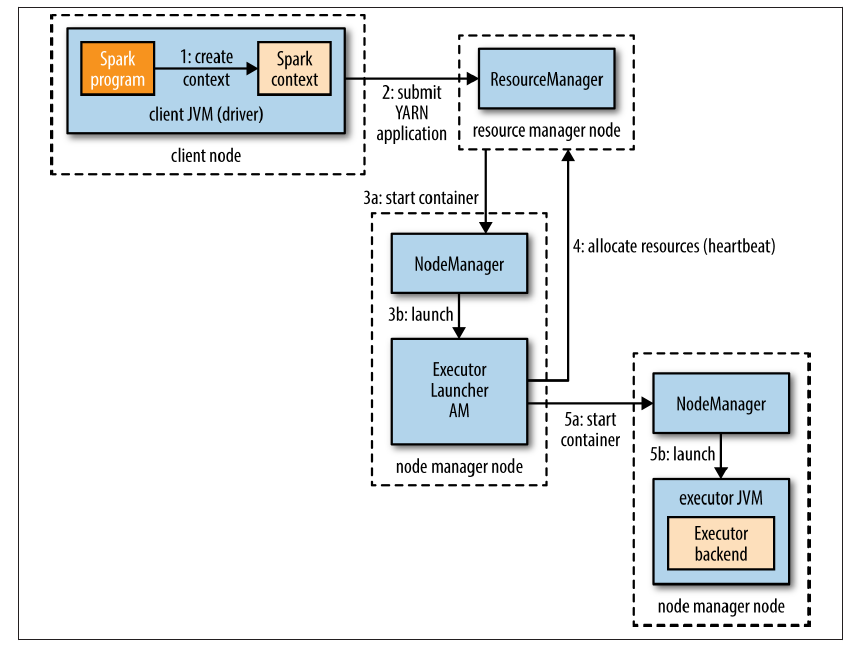 Spark
program
1: create
context
Spark
context
client JVM (driver)
client node
2: submit
YARN
application
ResourceManager
resource manager node
3a: start container
4: allocate resources (heartbeat)
NodeManager
3b: launch
Executor
Launcher
AM
node manager node
5a: start
container
NodeManager
5b: launch
executor JVM
Executor
backend
node manager node